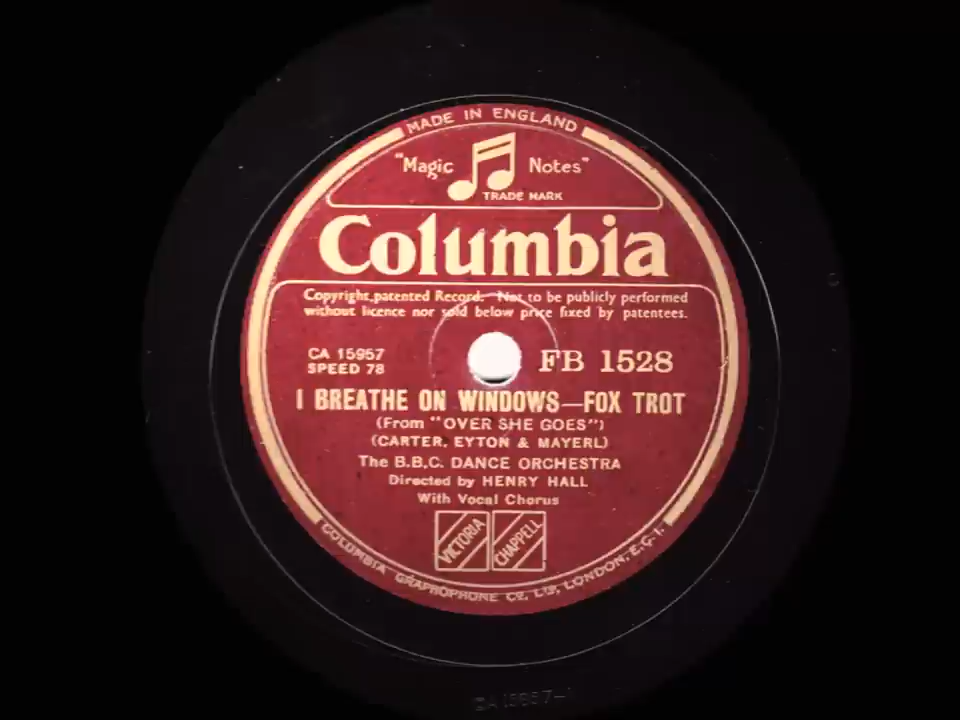 MADE IN ENGLAND
"Magic Notes"
TRADE MARK
Columbia
Copyright, patented Record. Not to be publicly performed
without licence nor sold below price fixed by patentees.
CA 15957
SPEED 78
FB 1528
I BREATHE ON WINDOWS—FOX TROT
(From "OVER SHE GOES")
(CARTER, EYTON & MAYERL)
The B.B.C. DANCE ORCHESTRA
Directed by HENRY HALL
With Vocal Chorus
VICTORIA
CHAPPELL
COLUMBIA GRAPHOPHONE CO. LTD, LONDON, E.C.1.